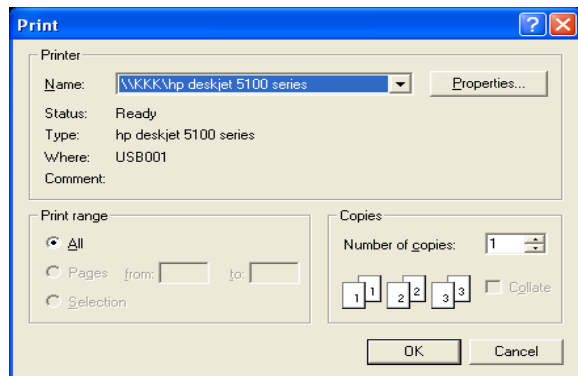 Print
Printer
Name: \\KKK\hp deskjet 5100 series Properties...
Status: Ready
Type: hp deskjet 5100 series
Where: USB001
Comment:
Print range
All
Pages from: to:
Selection
Copies
Number of copies: 1
1 1 2 2 3 3 Collate
OK Cancel